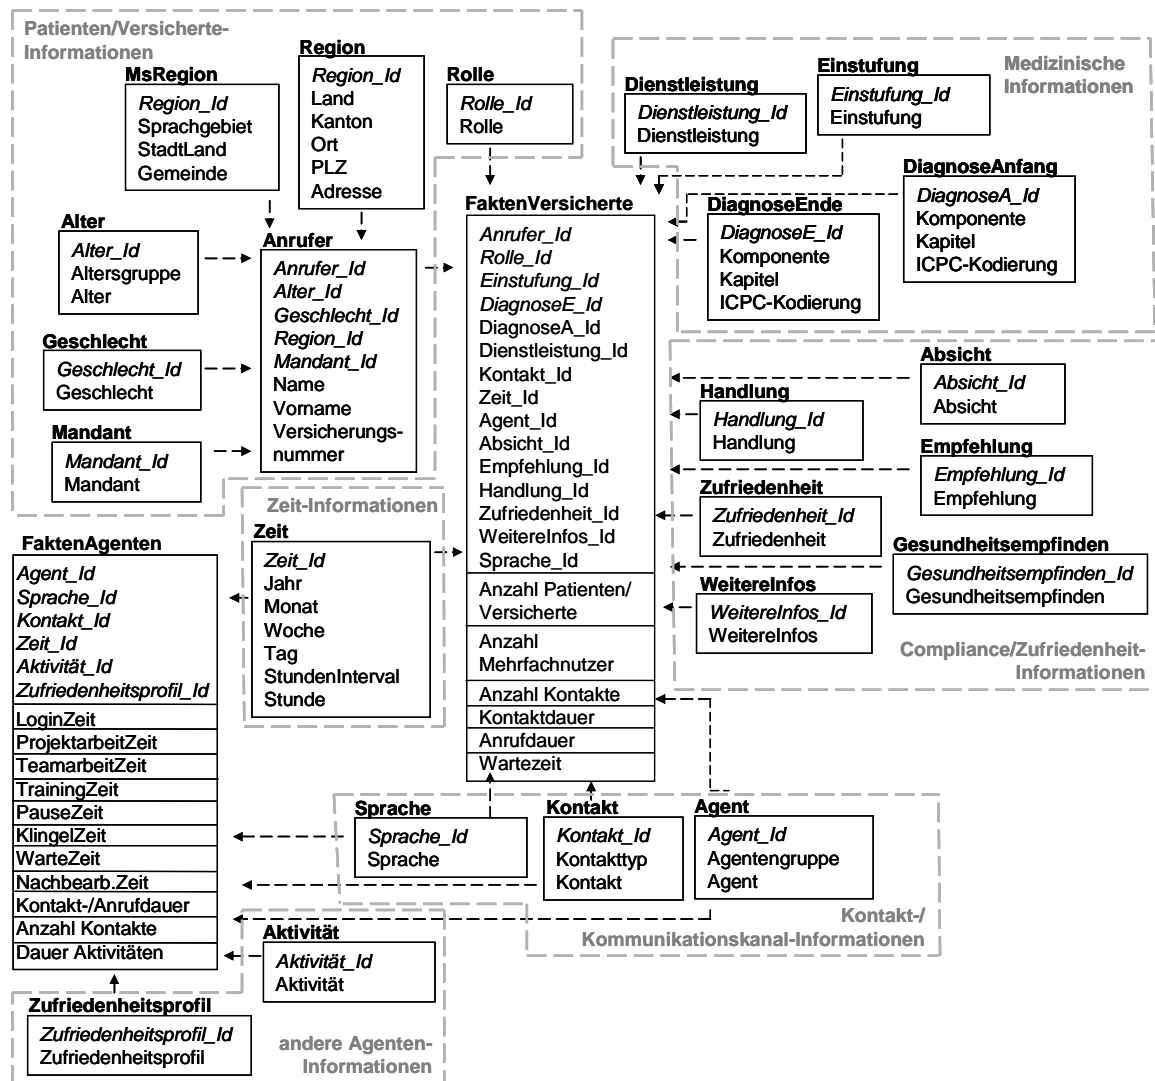 Patienten/Versicherte-
Informationen
MsRegion
Region_Id
Sprachgebiet
StadtLand
Gemeinde
Region
Region_Id
Land
Kanton
Ort
PLZ
Adresse
Rolle
Rolle_Id
Rolle
Alter
Alter_Id
Altersgruppe
Alter
Geschlecht
Geschlecht_Id
Geschlecht
Mandant
Mandant_Id
Mandant
Anrufer
Anrufer_Id
Alter_Id
Geschlecht_Id
Region_Id
Mandant_Id
Name
Vorname
Versicherungs-
nummer
Medizinische
Informationen
Dienstleistung
Dienstleistung_Id
Dienstleistung
Einstufung
Einstufung_Id
Einstufung
DiagnoseAnfang
DiagnoseA_Id
Komponente
Kapitel
ICPC-Kodierung
DiagnoseEnde
DiagnoseE_Id
Komponente
Kapitel
ICPC-Kodierung
FaktenVersicherte
Anrufer_Id
Rolle_Id
Einstufung_Id
DiagnoseE_Id
DiagnoseA_Id
Dienstleistung_Id
Kontakt_Id
Zeit_Id
Agent_Id
Absicht_Id
Empfehlung_Id
Handlung_Id
Zufriedenheit_Id
WeitereInfos_Id
Sprache_Id
Anzahl Patienten/
Versicherte
Anzahl
Mehrfachnutzer
Anzahl Kontakte
Kontaktdauer
Anrufdauer
Wartezeit
Absicht
Absicht_Id
Absicht
Handlung
Handlung_Id
Handlung
Empfehlung
Empfehlung_Id
Empfehlung
Zufriedenheit
Zufriedenheit_Id
Zufriedenheit
Gesundheitsempfinden
Gesundheitsempfinden_Id
Gesundheitsempfinden
WeitereInfos
WeitereInfos_Id
WeitereInfos
Compliance/Zufriedenheit-
Informationen
Zeit-Informationen
Zeit
Zeit_Id
Jahr
Monat
Woche
Tag
StundenInterval
Stunde
FaktenAgenten
Agent_Id
Sprache_Id
Kontakt_Id
Zeit_Id
Aktivität_Id
Zufriedenheitsprofil_Id
LoginZeit
ProjektarbeitZeit
TeamarbeitZeit
TrainingZeit
PauseZeit
KlingelZeit
WarteZeit
Nachbearb.Zeit
Kontakt-/Anrufdauer
Anzahl Kontakte
Dauer Aktivitäten
Sprache
Sprache_Id
Sprache
Kontakt
Kontakt_Id
Kontakttyp
Kontakt
Agent
Agent_Id
Agentengruppe
Agent
Kontakt-/
Kommunikationskanal-Informationen
Aktivität
Aktivität_Id
Aktivität
Zufriedenheitsprofil
Zufriedenheitsprofil_Id
Zufriedenheitsprofil
andere Agenten-
Informationen